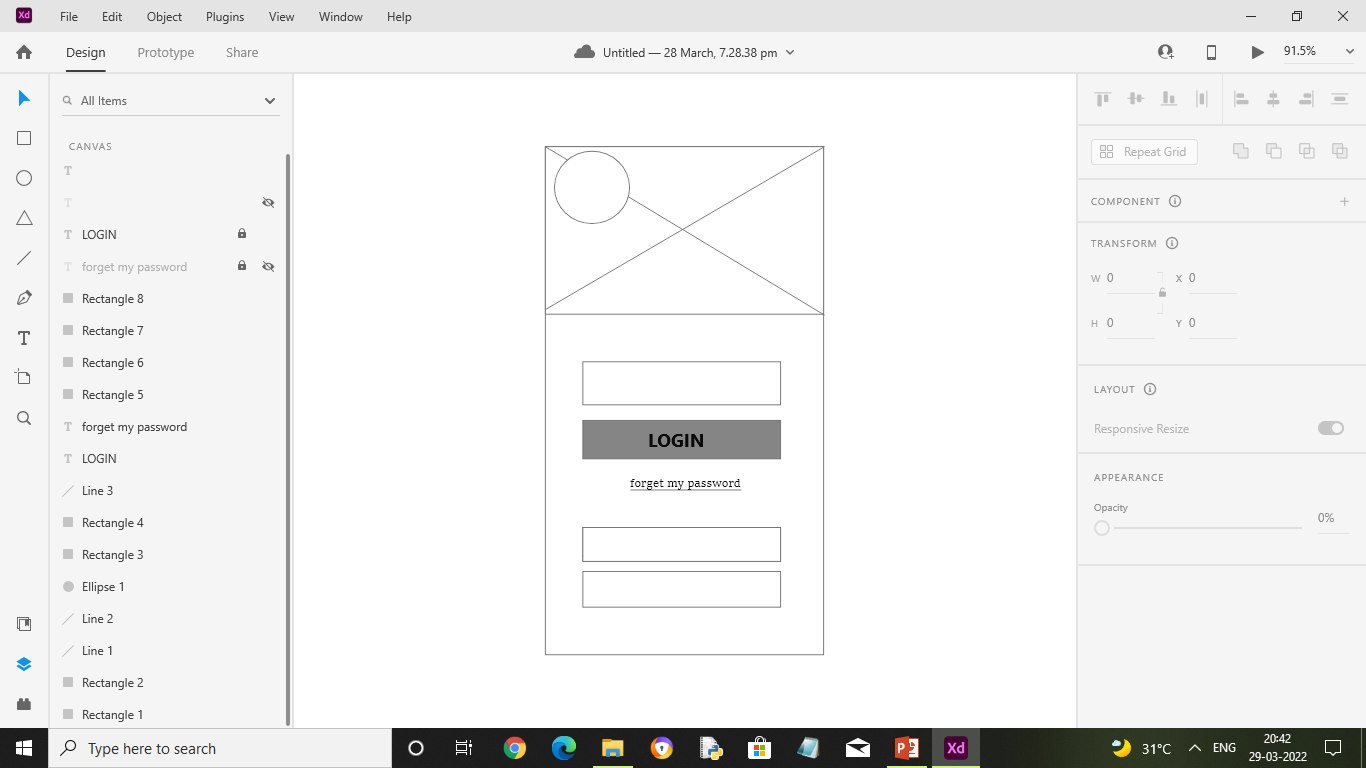 Xd File Edit Object Plugins View Window Help
Design Prototype Share Untitled — 28 March, 7.28.38 pm 91.5%
All Items
CANVAS
T
T
T LOGIN
T forget my password
Rectangle 8
Rectangle 7
Rectangle 6
Rectangle 5
T forget my password
T LOGIN
Line 3
Rectangle 4
Rectangle 3
Ellipse 1
Line 2
Line 1
Rectangle 2
Rectangle 1
T
LOGIN
forget my password
Repeat Grid
COMPONENT
TRANSFORM
W 0 X 0
H 0 Y 0
LAYOUT
Responsive Resize
APPEARANCE
Opacity
0%
Type here to search
Xd
31°C ENG 20:42
29-03-2022